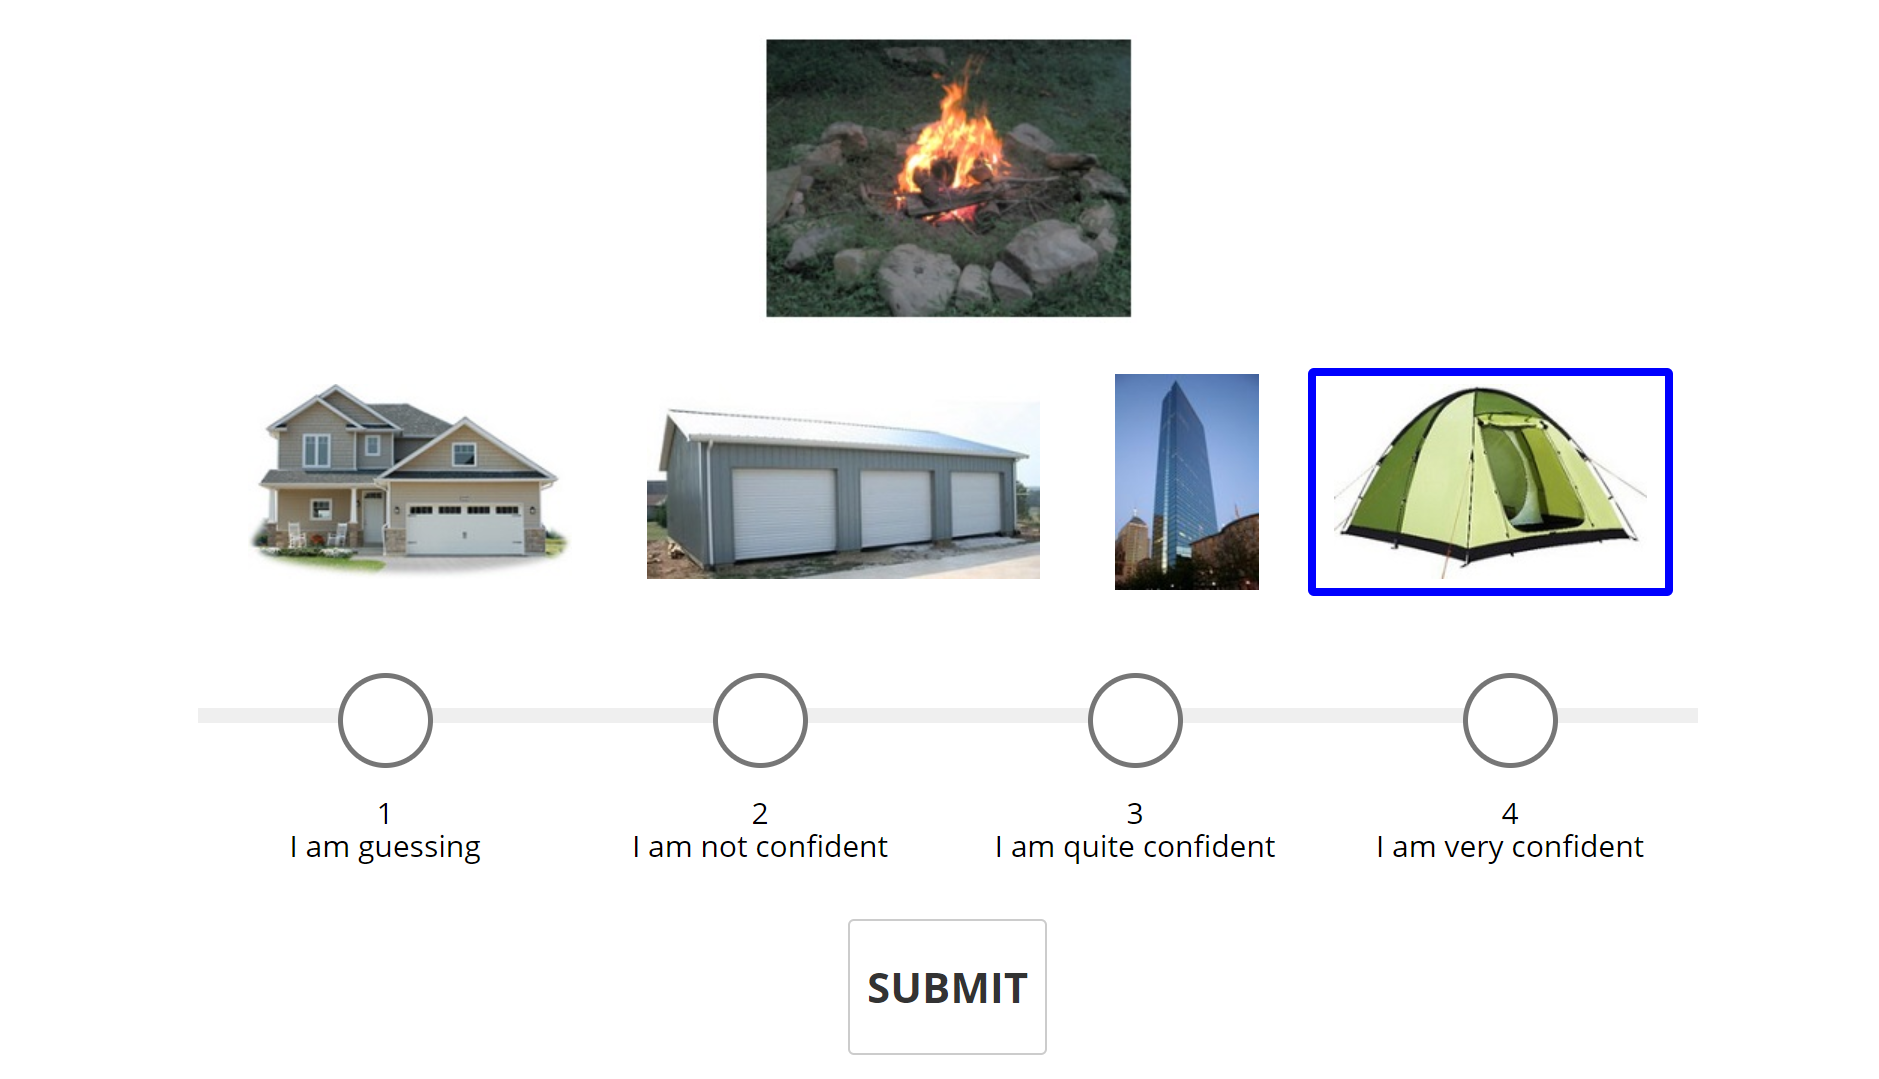 1
I am guessing
2
I am not confident
3
I am quite confident
4
I am very confident
SUBMIT